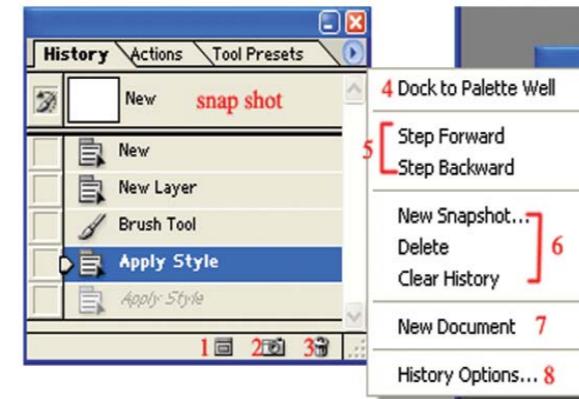 History Actions Tool Presets
New snap shot
New
New Layer
Brush Tool
Apply Style
Apply Style
1 2 3
4 Dock to Palette Well
5 Step Forward
Step Backward
New Snapshot...
Delete 6
Clear History
New Document 7
History Options... 8